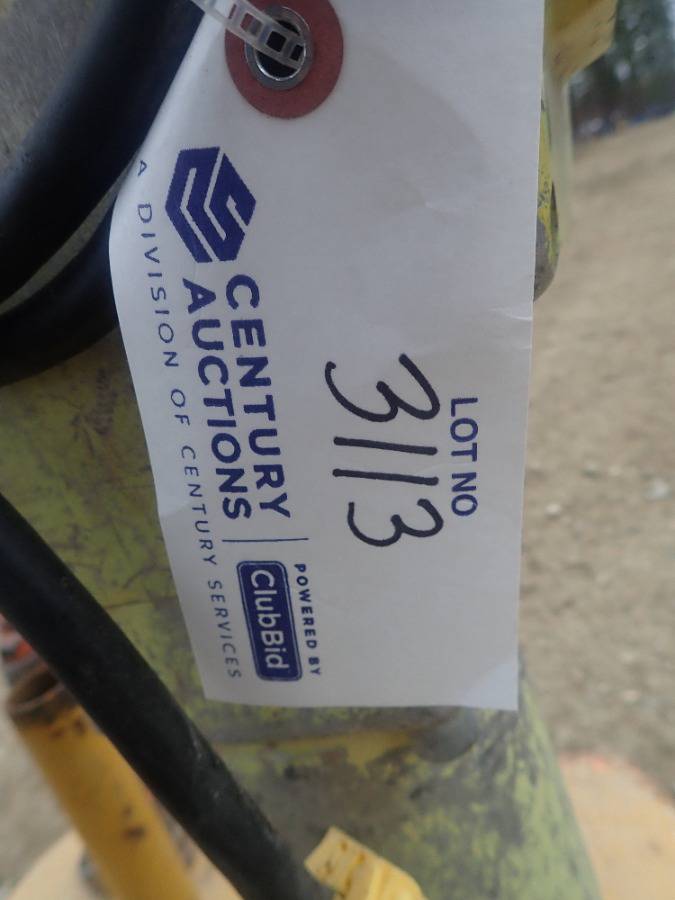 LOT NO
3113
CENTURY
AUCTIONS
A DIVISION OF CENTURY SERVICES
POWERED BY
ClubBid